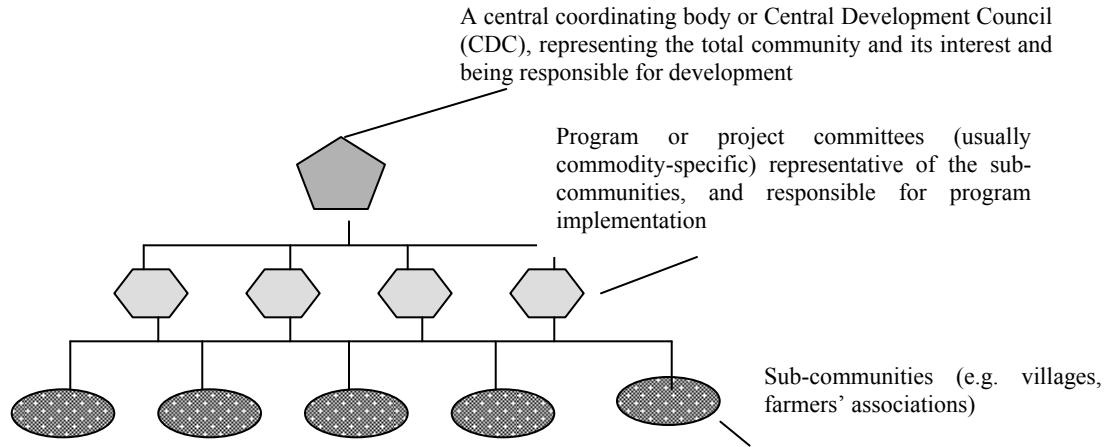 A central coordinating body or Central Development Council
(CDC), representing the total community and its interest and
being responsible for development
Program or project committees (usually
commodity-specific) representative of the sub-
communities, and responsible for program
implementation
Sub-communities (e.g. villages,
farmers’ associations)